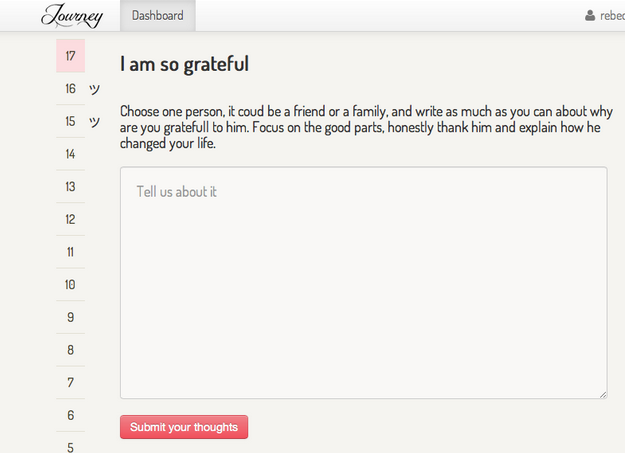 Journey
Dashboard
rebec
17
16 ツ
15 ツ
14
13
12
11
10
9
8
7
6
5
I am so grateful
Choose one person, it coud be a friend or a family, and write as much as you can about why
are you gratefull to him. Focus on the good parts, honestly thank him and explain how he
changed your life.
Tell us about it
Submit your thoughts